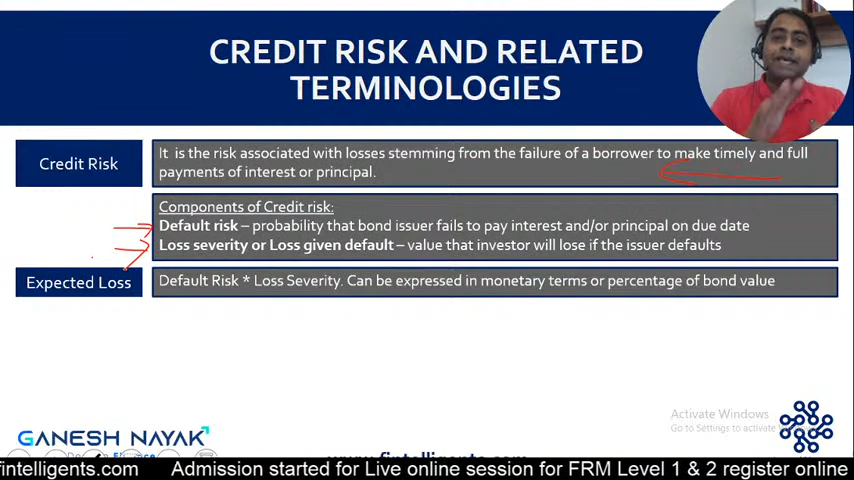 CREDIT RISK AND RELATED
TERMINOLOGIES
Credit Risk
It is the risk associated with losses stemming from the failure of a borrower to make timely and full
payments of interest or principal.
Components of Credit risk:
Default risk – probability that bond issuer fails to pay interest and/or principal on due date
Loss severity or Loss given default – value that investor will lose if the issuer defaults
Expected Loss
Default Risk * Loss Severity. Can be expressed in monetary terms or percentage of bond value
Activate Windows
Go to Settings to activate
GANESH NAYAK
www.fintelligents.com
fintelligents.com Admission started for Live online session for FRM Level 1 & 2 register online